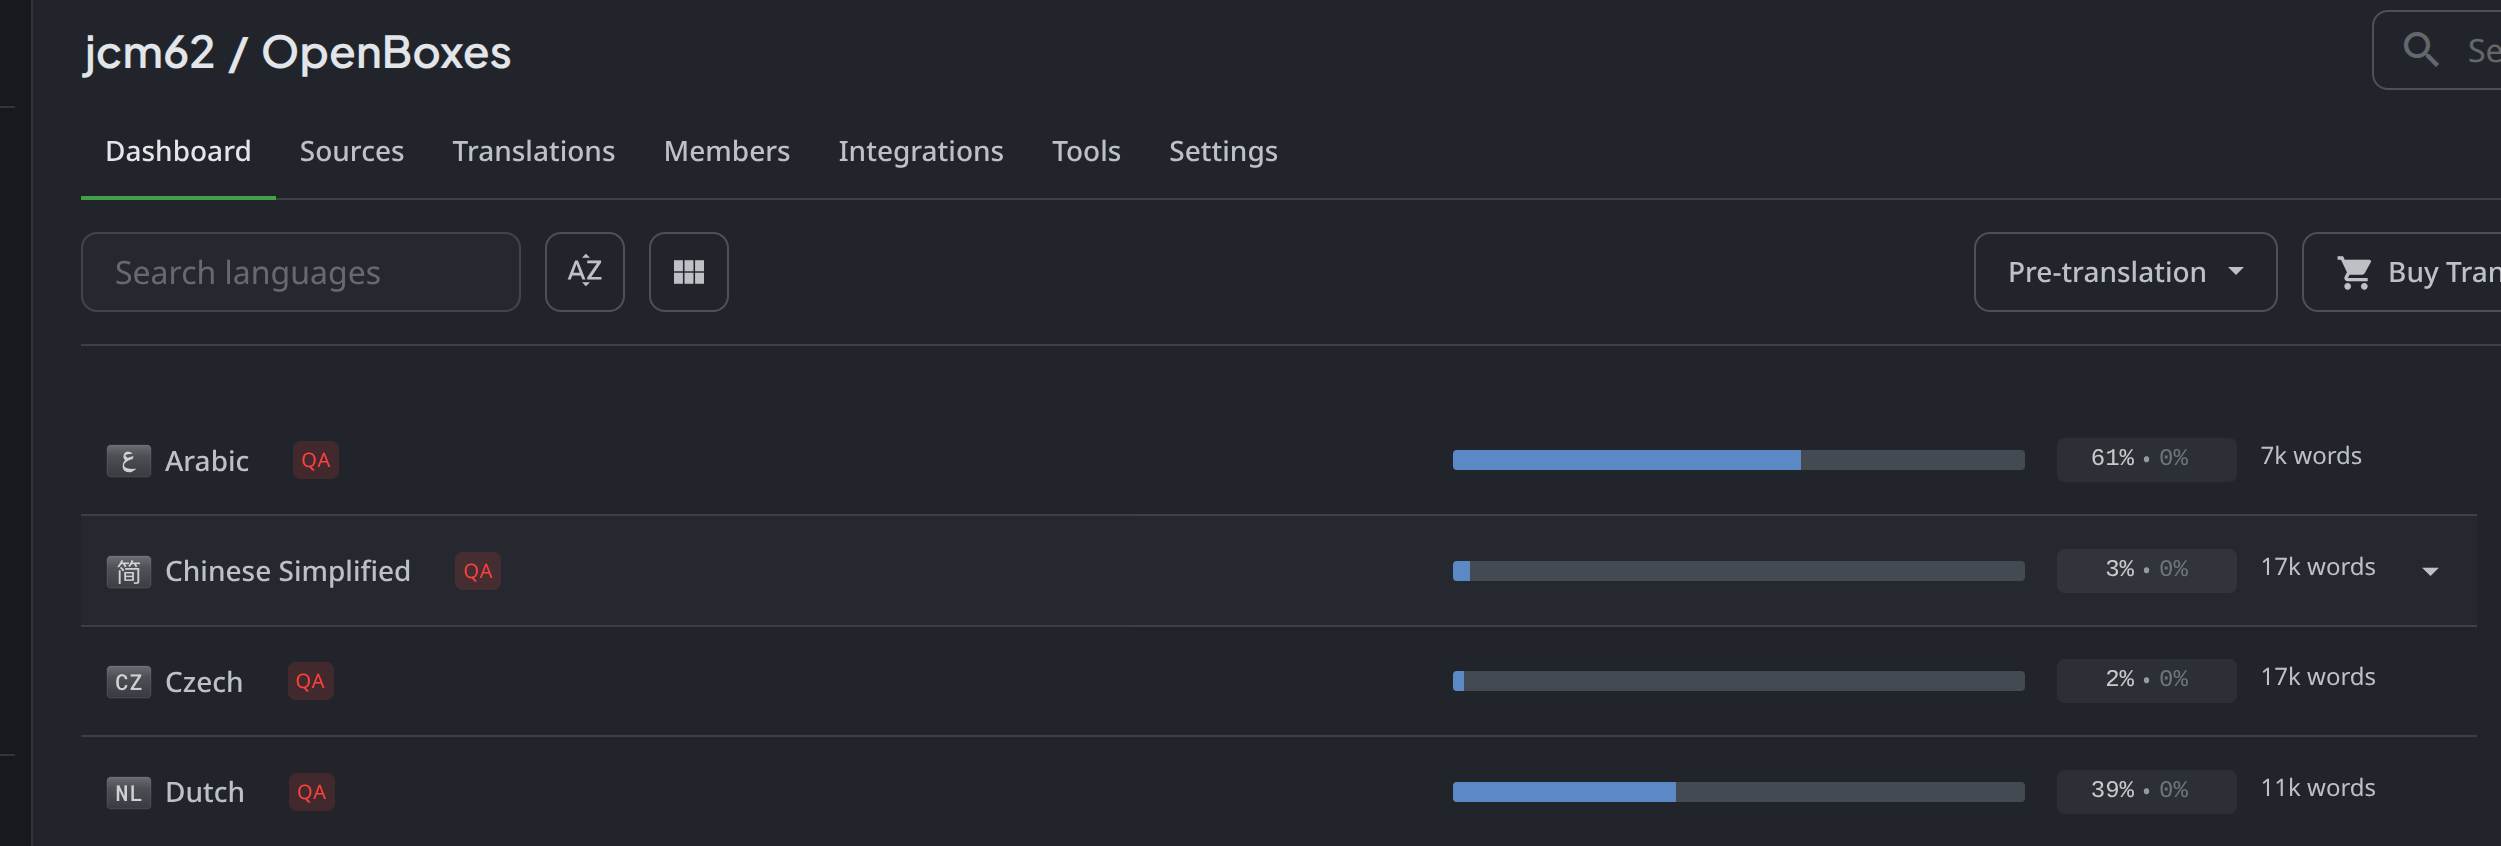 jcm62 / OpenBoxes
Se
Dashboard Sources Translations Members Integrations Tools Settings
Search languages AZ Pre-translation Buy Tran
ع Arabic QA 61% • 0% 7k words
简 Chinese Simplified QA 3% • 0% 17k words
CZ Czech QA 2% • 0% 17k words
NL Dutch QA 39% • 0% 11k words